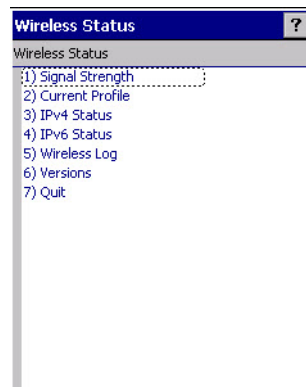 Wireless Status ?
Wireless Status
1) Signal Strength
2) Current Profile
3) IPv4 Status
4) IPv6 Status
5) Wireless Log
6) Versions
7) Quit